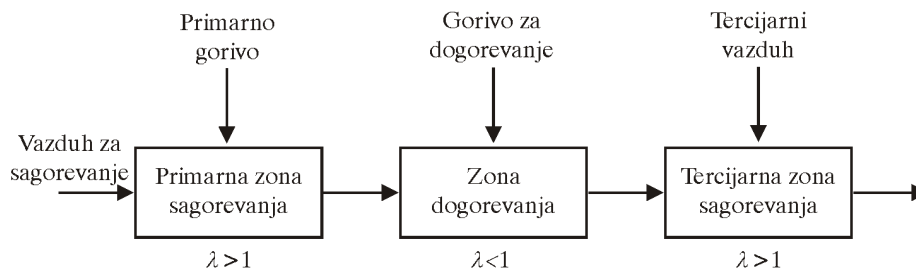 Primarno
gorivo
Gorivo za
dogorevanje
Tercijarni
vazduh
Vazduh za
sagorevanje
Primarna zona
sagorevanja
Zona
dogorevanja
Tercijarna zona
sagorevanja
λ>1
λ<1
λ>1